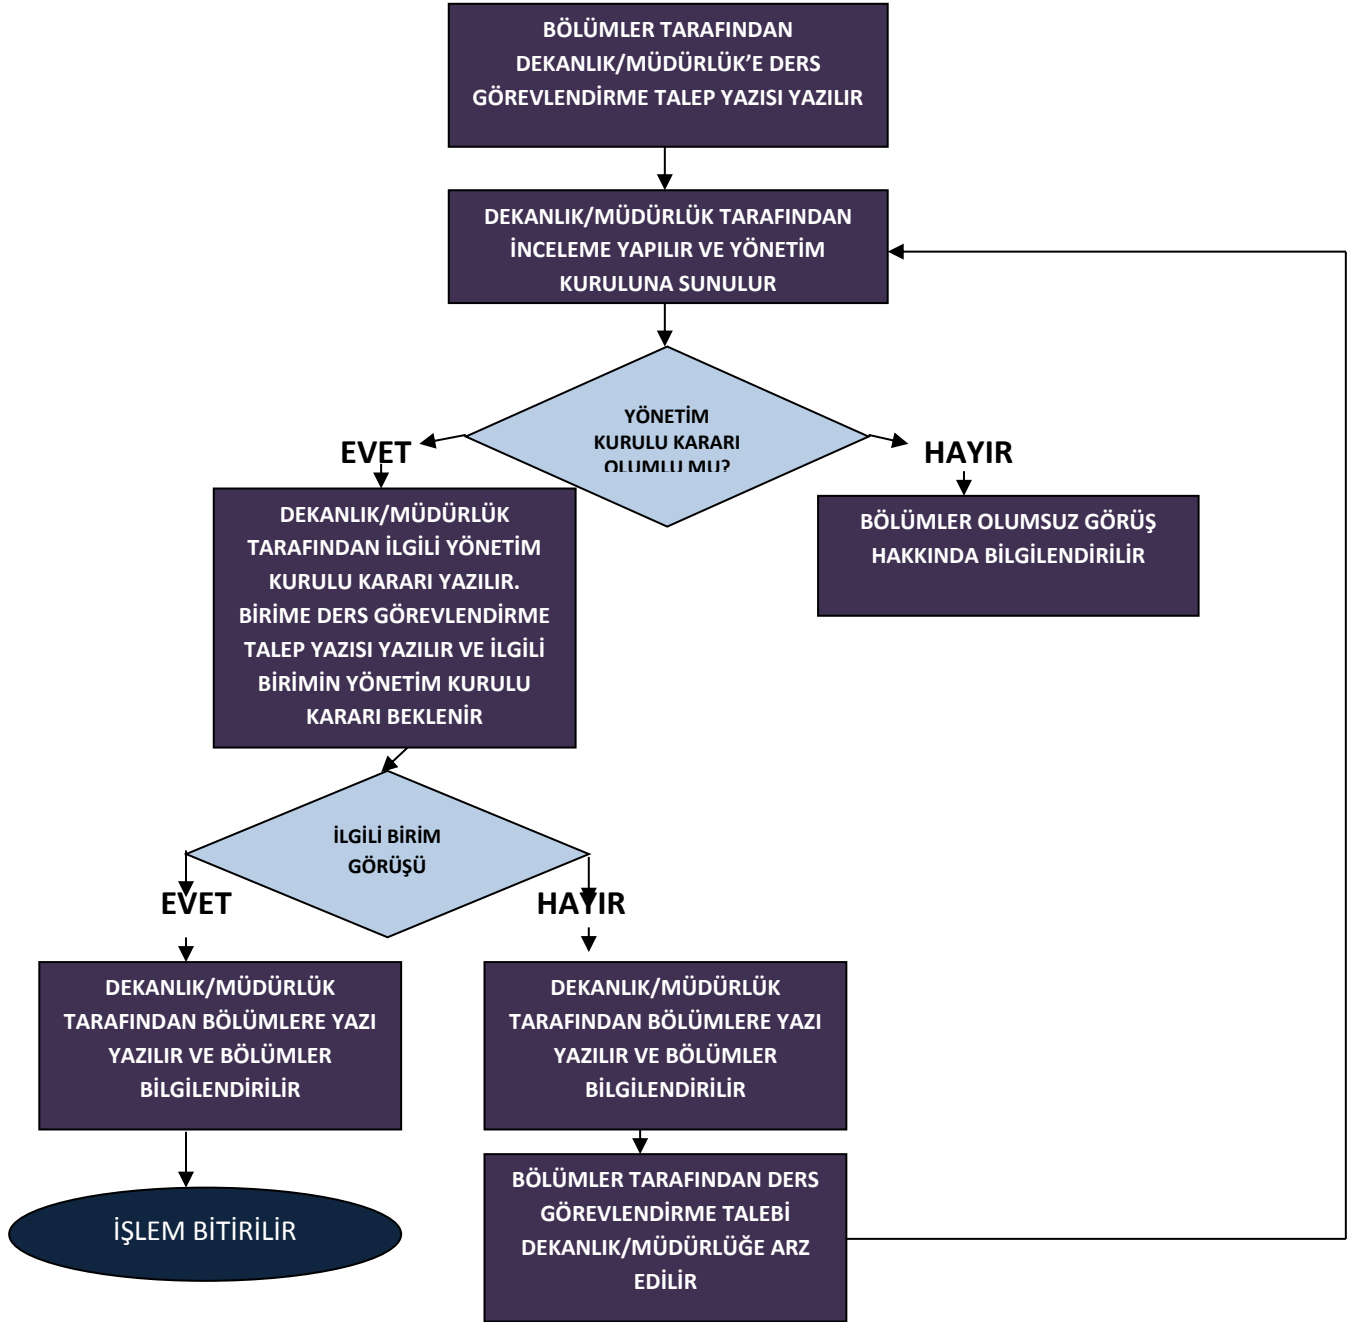 BÖLÜMLER TARAFINDAN
DEKANLIK/MÜDÜRLÜK’E DERS
GÖREVLENDİRME TALEP YAZISI YAZILIR
DEKANLIK/MÜDÜRLÜK TARAFINDAN
İNCELEME YAPILIR VE YÖNETİM
KURULUNA SUNULUR
YÖNETİM
KURULU KARARI
OLUMLU MU?
EVET
HAYIR
DEKANLIK/MÜDÜRLÜK
TARAFINDAN İLGİLİ YÖNETİM
KURULU KARARI YAZILIR.
BİRİME DERS GÖREVLENDİRME
TALEP YAZISI YAZILIR VE İLGİLİ
BİRİMİN YÖNETİM KURULU
KARARI BEKLENİR
BÖLÜMLER OLUMSUZ GÖRÜŞ
HAKKINDA BİLGİLENDİRİLİR
İLGİLİ BİRİM
GÖRÜŞÜ
EVET
HAYIR
DEKANLIK/MÜDÜRLÜK
TARAFINDAN BÖLÜMLERE YAZI
YAZILIR VE BÖLÜMLER
BİLGİLENDİRİLİR
DEKANLIK/MÜDÜRLÜK
TARAFINDAN BÖLÜMLERE YAZI
YAZILIR VE BÖLÜMLER
BİLGİLENDİRİLİR
İŞLEM BİTİRİLİR
BÖLÜMLER TARAFINDAN DERS
GÖREVLENDİRME TALEBİ
DEKANLIK/MÜDÜRLÜĞE ARZ
EDİLİR